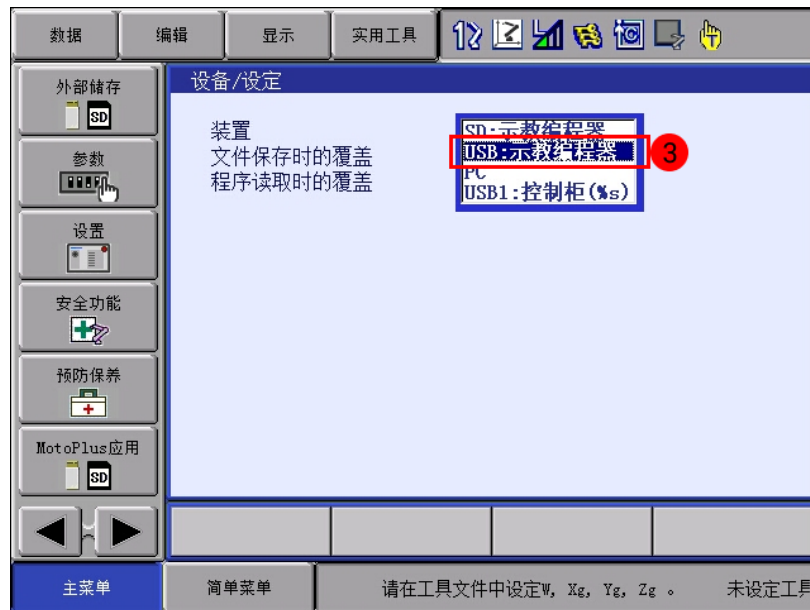 数据 编辑 显示 实用工具
外部储存
SD
参数
设置
安全功能
预防保养
MotoPlus应用
SD
设备/设定
装置
文件保存时的覆盖
程序读取时的覆盖
SD:示教编程器
USB:示教编程器
3
PC
USB1:控制柜(%s)
主菜单 简单菜单 请在工具文件中设定W, Xg, Yg, Zg 。 未设定工具